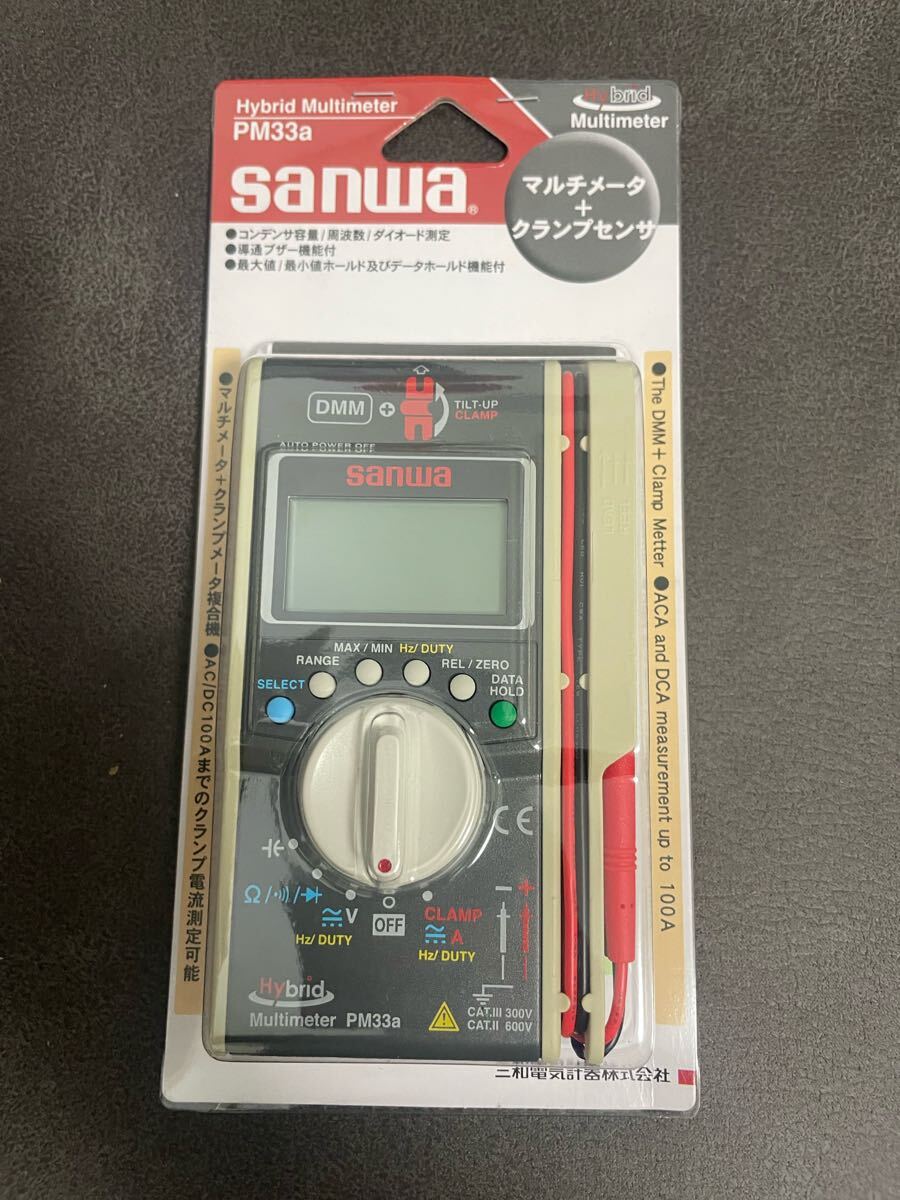 Hybrid Multimeter
PM33a
Hybrid
Multimeter
sanwa®
マルチメータ
+
クランプセンサ
●コンデンサ容量/周波数/ダイオード測定
●導通ブザー機能付
●最大値/最小値ホールド及びデータホールド機能付
●マルチメータ+クランプメータ複合機 ●AC/DC100Aまでのクランプ電流測定可能
●The DMM+ Clamp Metter ●ACA and DCA measurement up to 100A
DMM + TILT-UP
CLAMP
AUTO POWER OFF
sanwa
MAX/MIN Hz/DUTY
RANGE REL/ZERO
SELECT DATA
HOLD
CE
Ω/
V
Hz/DUTY
OFF
CLAMP
A
Hz/DUTY
− +
Hybrid
Multimeter PM33a
CAT.III 300V
CAT.II 600V
三和電気計器株式会社